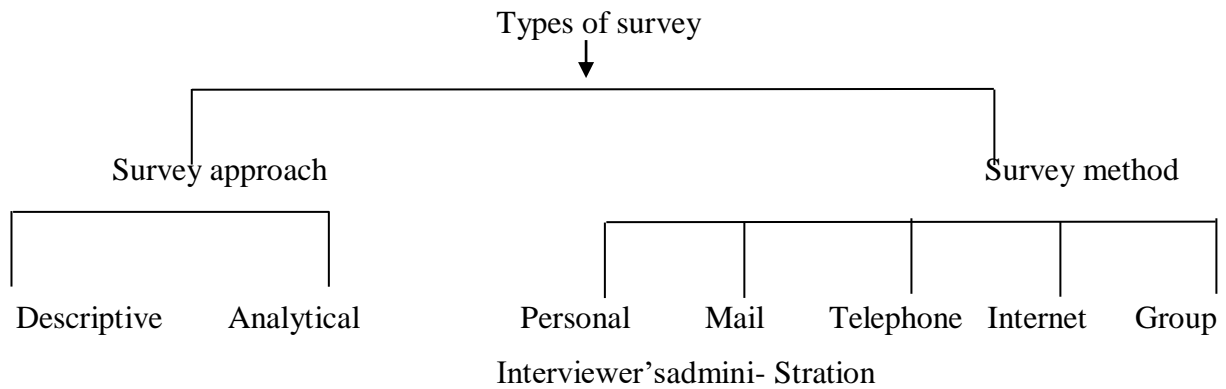 Types of survey
Survey approach Survey method
Descriptive Analytical Personal Mail Telephone Internet Group
Interviewer’sadmini- Stration